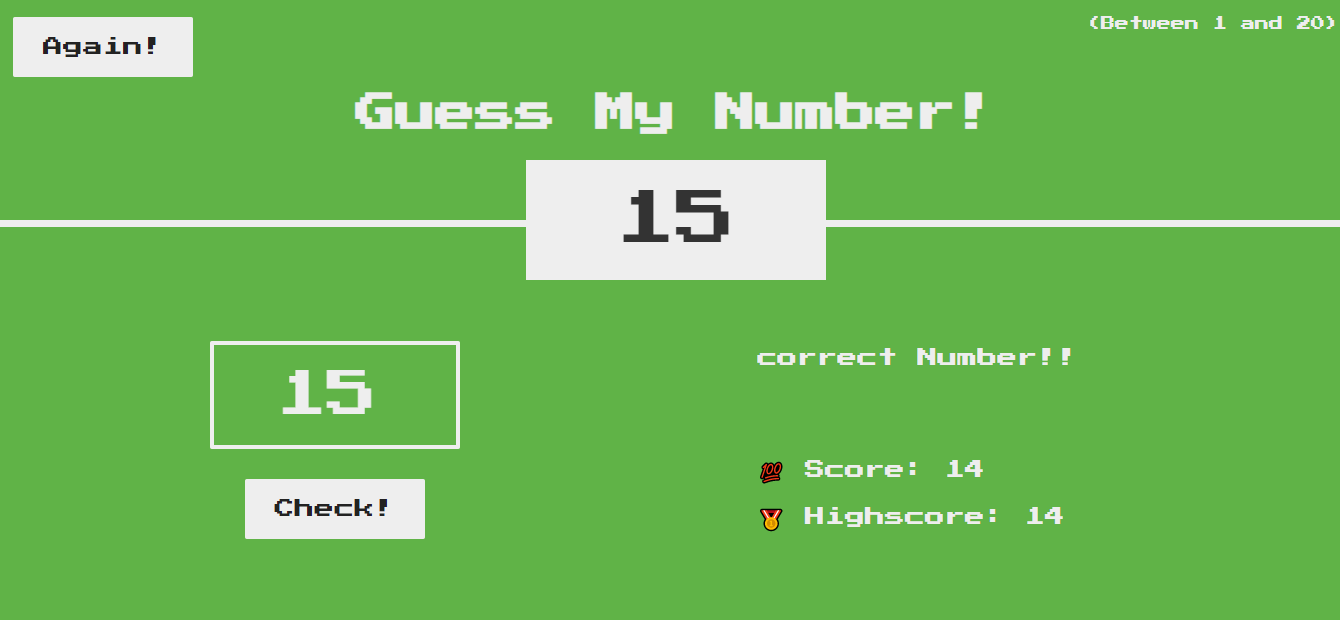 Again!
(Between 1 and 20)
Guess My Number!
15
15
Check!
correct Number!!
💯 Score: 14
🥇 Highscore: 14